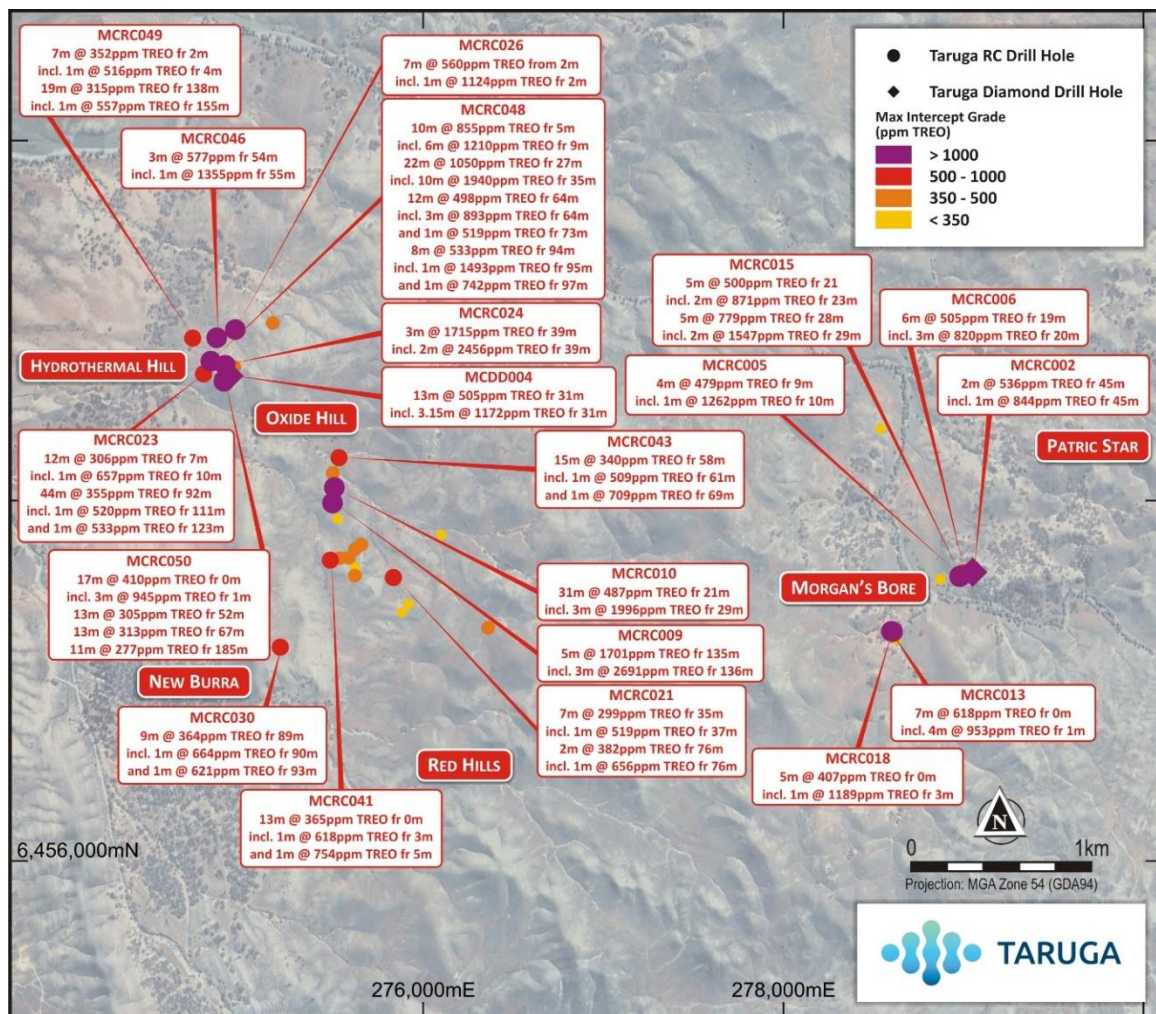 MCRC049
7m @ 352ppm TREO fr 2m
incl. 1m @ 516ppm TREO fr 4m
19m @ 315ppm TREO fr 138m
incl. 1m @ 557ppm TREO fr 155m
MCRC026
7m @ 560ppm TREO from 2m
incl. 1m @ 1124ppm TREO fr 2m
Taruga RC Drill Hole
Taruga Diamond Drill Hole
Max Intercept Grade
(ppm TREO)
> 1000
500 - 1000
350 - 500
< 350
MCRC046
3m @ 577ppm fr 54m
incl. 1m @ 1355ppm fr 55m
MCRC048
10m @ 855ppm TREO fr 5m
incl. 6m @ 1210ppm TREO fr 9m
22m @ 1050ppm TREO fr 27m
incl. 10m @ 1940ppm TREO fr 35m
12m @ 498ppm TREO fr 64m
incl. 3m @ 893ppm TREO fr 64m
and 1m @ 519ppm TREO fr 73m
8m @ 533ppm TREO fr 94m
incl. 1m @ 1493ppm TREO fr 95m
and 1m @ 742ppm TREO fr 97m
MCRC015
5m @ 500ppm TREO fr 21
incl. 2m @ 871ppm TREO fr 23m
5m @ 779ppm TREO fr 28m
incl. 2m @ 1547ppm TREO fr 29m
MCRC006
6m @ 505ppm TREO fr 19m
incl. 3m @ 820ppm TREO fr 20m
MCRC024
3m @ 1715ppm TREO fr 39m
incl. 2m @ 2456ppm TREO fr 39m
MCRC005
4m @ 479ppm TREO fr 9m
incl. 1m @ 1262ppm TREO fr 10m
MCRC002
2m @ 536ppm TREO fr 45m
incl. 1m @ 844ppm TREO fr 45m
HYDROTHERMAL HILL
MCDD004
13m @ 505ppm TREO fr 31m
incl. 3.15m @ 1172ppm TREO fr 31m
OXIDE HILL
PATRIC STAR
MCRC023
12m @ 306ppm TREO fr 7m
incl. 1m @ 657ppm TREO fr 10m
44m @ 355ppm TREO fr 92m
incl. 1m @ 520ppm TREO fr 111m
and 1m @ 533ppm TREO fr 123m
MCRC043
15m @ 340ppm TREO fr 58m
incl. 1m @ 509ppm TREO fr 61m
and 1m @ 709ppm TREO fr 69m
MCRC050
17m @ 410ppm TREO fr 0m
incl. 3m @ 945ppm TREO fr 1m
13m @ 305ppm TREO fr 52m
13m @ 313ppm TREO fr 67m
11m @ 277ppm TREO fr 185m
MCRC010
31m @ 487ppm TREO fr 21m
incl. 3m @ 1996ppm TREO fr 29m
MORGAN'S BORE
MCRC009
5m @ 1701ppm TREO fr 135m
incl. 3m @ 2691ppm TREO fr 136m
NEW BURRA
MCRC030
9m @ 364ppm TREO fr 89m
incl. 1m @ 664ppm TREO fr 90m
and 1m @ 621ppm TREO fr 93m
MCRC021
7m @ 299ppm TREO fr 35m
incl. 1m @ 519ppm TREO fr 37m
2m @ 382ppm TREO fr 76m
incl. 1m @ 656ppm TREO fr 76m
MCRC013
7m @ 618ppm TREO fr 0m
incl. 4m @ 953ppm TREO fr 1m
RED HILLS
MCRC018
5m @ 407ppm TREO fr 0m
incl. 1m @ 1189ppm TREO fr 3m
MCRC041
13m @ 365ppm TREO fr 0m
incl. 1m @ 618ppm TREO fr 3m
and 1m @ 754ppm TREO fr 5m
N
6,456,000mN
0 1km
Projection: MGA Zone 54 (GDA94)
TARUGA
276,000mE
278,000mE